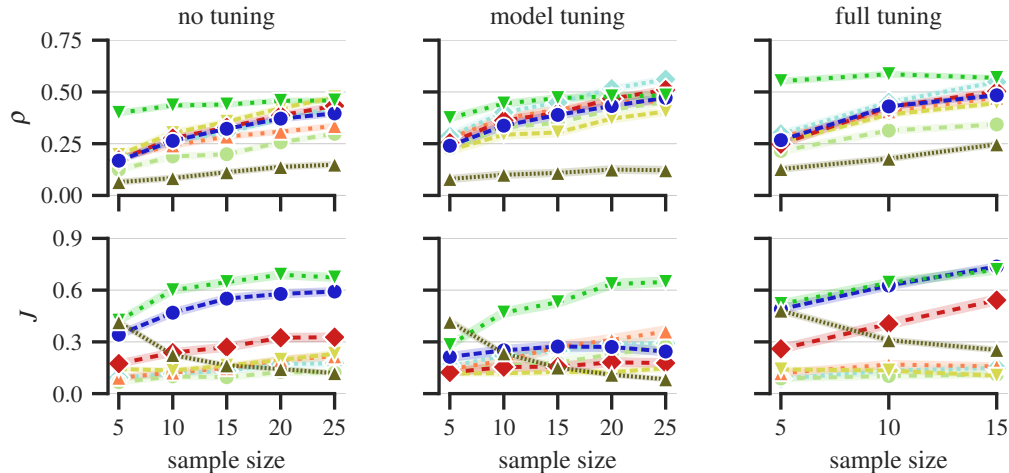 no tuning
model tuning
full tuning
ρ
0.75
0.50
0.25
0.00
J
0.9
0.6
0.3
0.0
5 10 15 20 25
5 10 15 20 25
5 10 15
sample size
sample size
sample size